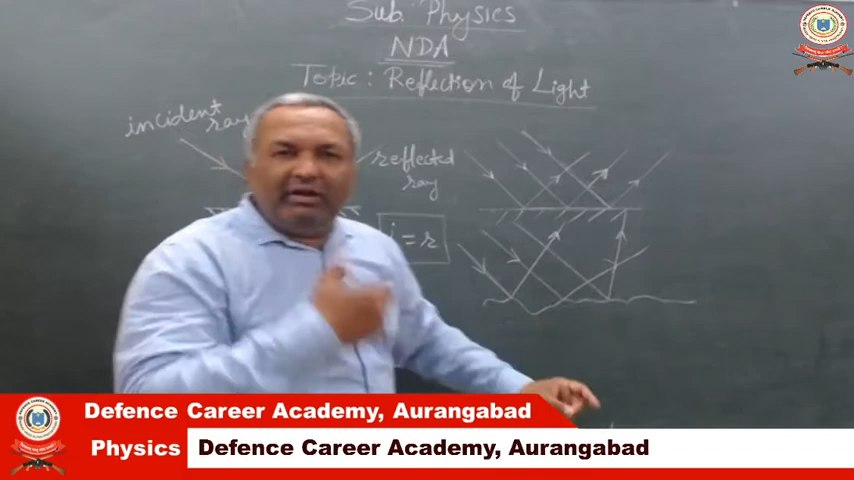 Sub. Physics
NDA
Topic : Reflection of Light
incident
ray
reflected
ray
i = r
Defence Career Academy, Aurangabad
Physics
Defence Career Academy, Aurangabad